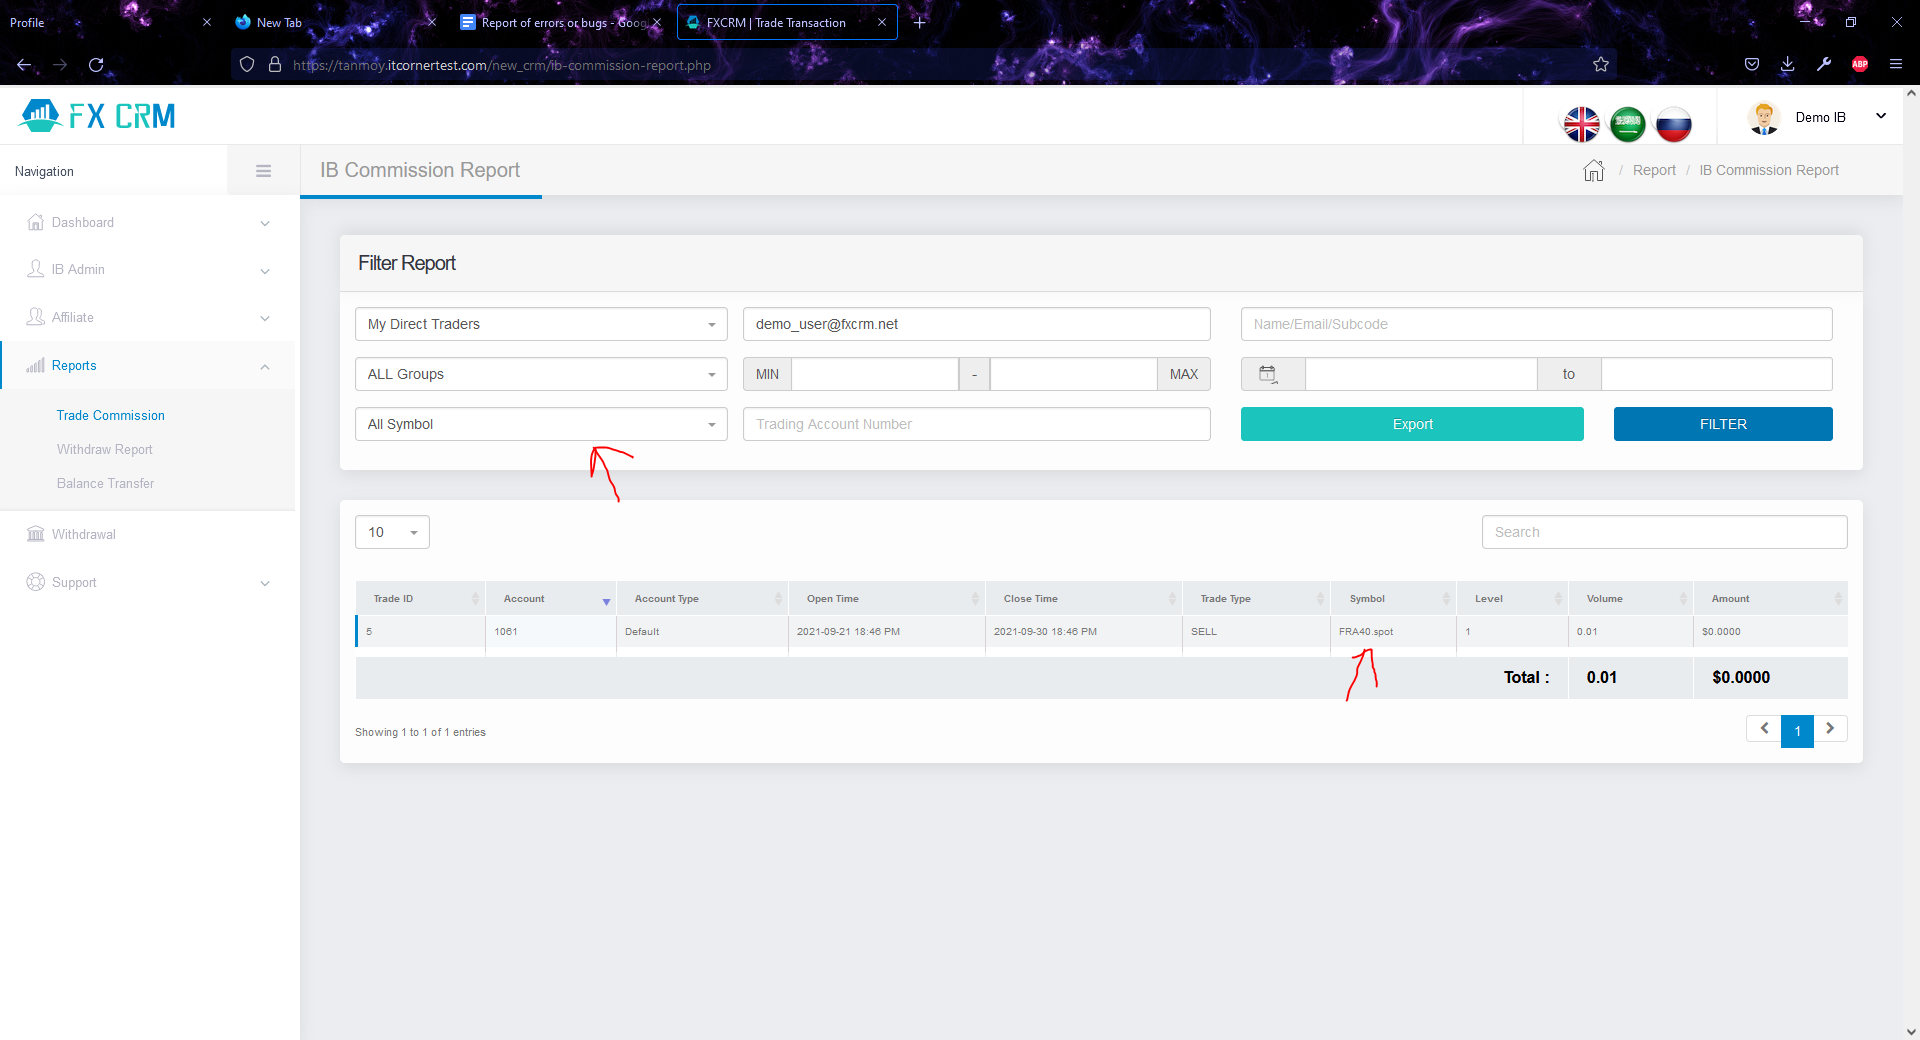 Profile
New Tab
Report of errors or bugs - Goog
FXCRM | Trade Transaction
https://tanmoy.itcornertest.com/new_crm/ib-commission-report.php
ABP
FX CRM
Demo IB
Navigation
IB Commission Report
/ Report / IB Commission Report
Dashboard
IB Admin
Affiliate
Reports
Trade Commission
Withdraw Report
Balance Transfer
Withdrawal
Support
Filter Report
My Direct Traders
demo_user@fxcrm.net
Name/Email/Subcode
ALL Groups
MIN - MAX
1 to
All Symbol
Trading Account Number
Export
FILTER
10
Search
Trade ID Account Account Type Open Time Close Time Trade Type Symbol Level Volume Amount
5 1061 Default 2021-09-21 18:46 PM 2021-09-30 18:46 PM SELL FRA40.spot 1 0.01 $0.0000
Total : 0.01 $0.0000
Showing 1 to 1 of 1 entries
1